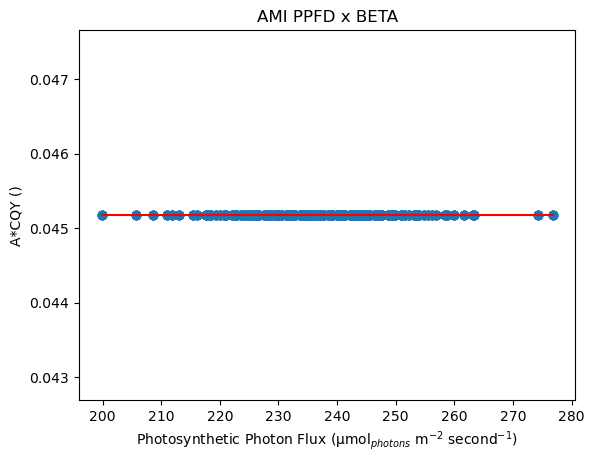 AMI PPFD x BETA
0.047
0.046
0.045
0.044
0.043
A*CQY ()
200 210 220 230 240 250 260 270 280
Photosynthetic Photon Flux (μmol_photons m⁻² second⁻¹)